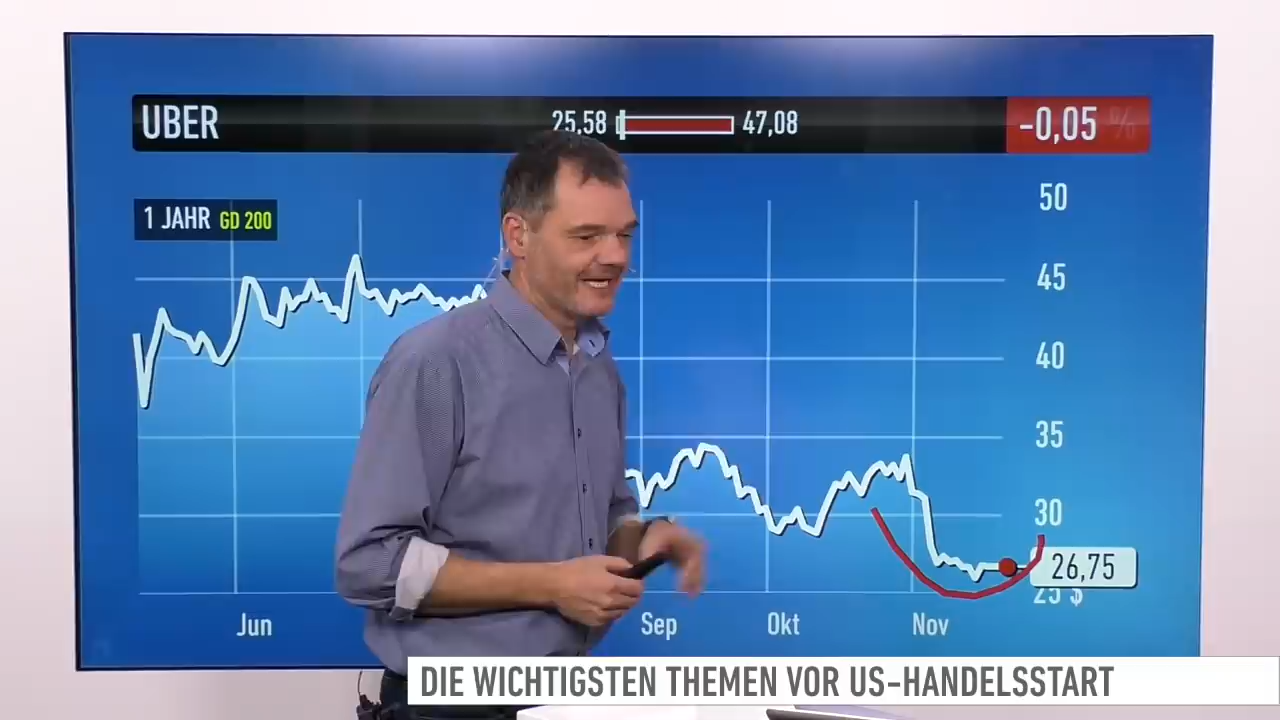 UBER 25,58 47,08 -0,05 %
1 JAHR GD 200
50
45
40
35
30
26,75
25 $
Jun Sep Okt Nov
DIE WICHTIGSTEN THEMEN VOR US-HANDELSSTART